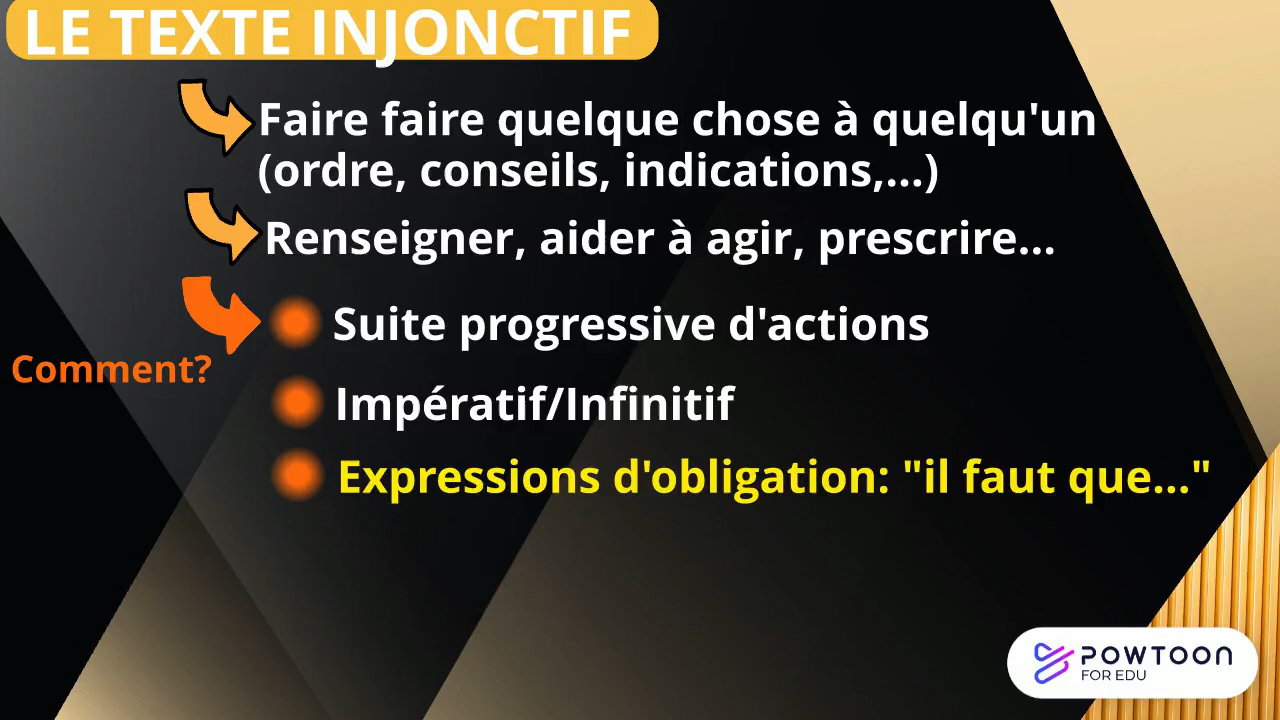 LE TEXTE INJONCTIF
Faire faire quelque chose à quelqu'un
(ordre, conseils, indications,...)
Renseigner, aider à agir, prescrire...
Suite progressive d'actions
Comment?
Impératif/Infinitif
Expressions d'obligation: "il faut que..."
POWTOON
FOR EDU